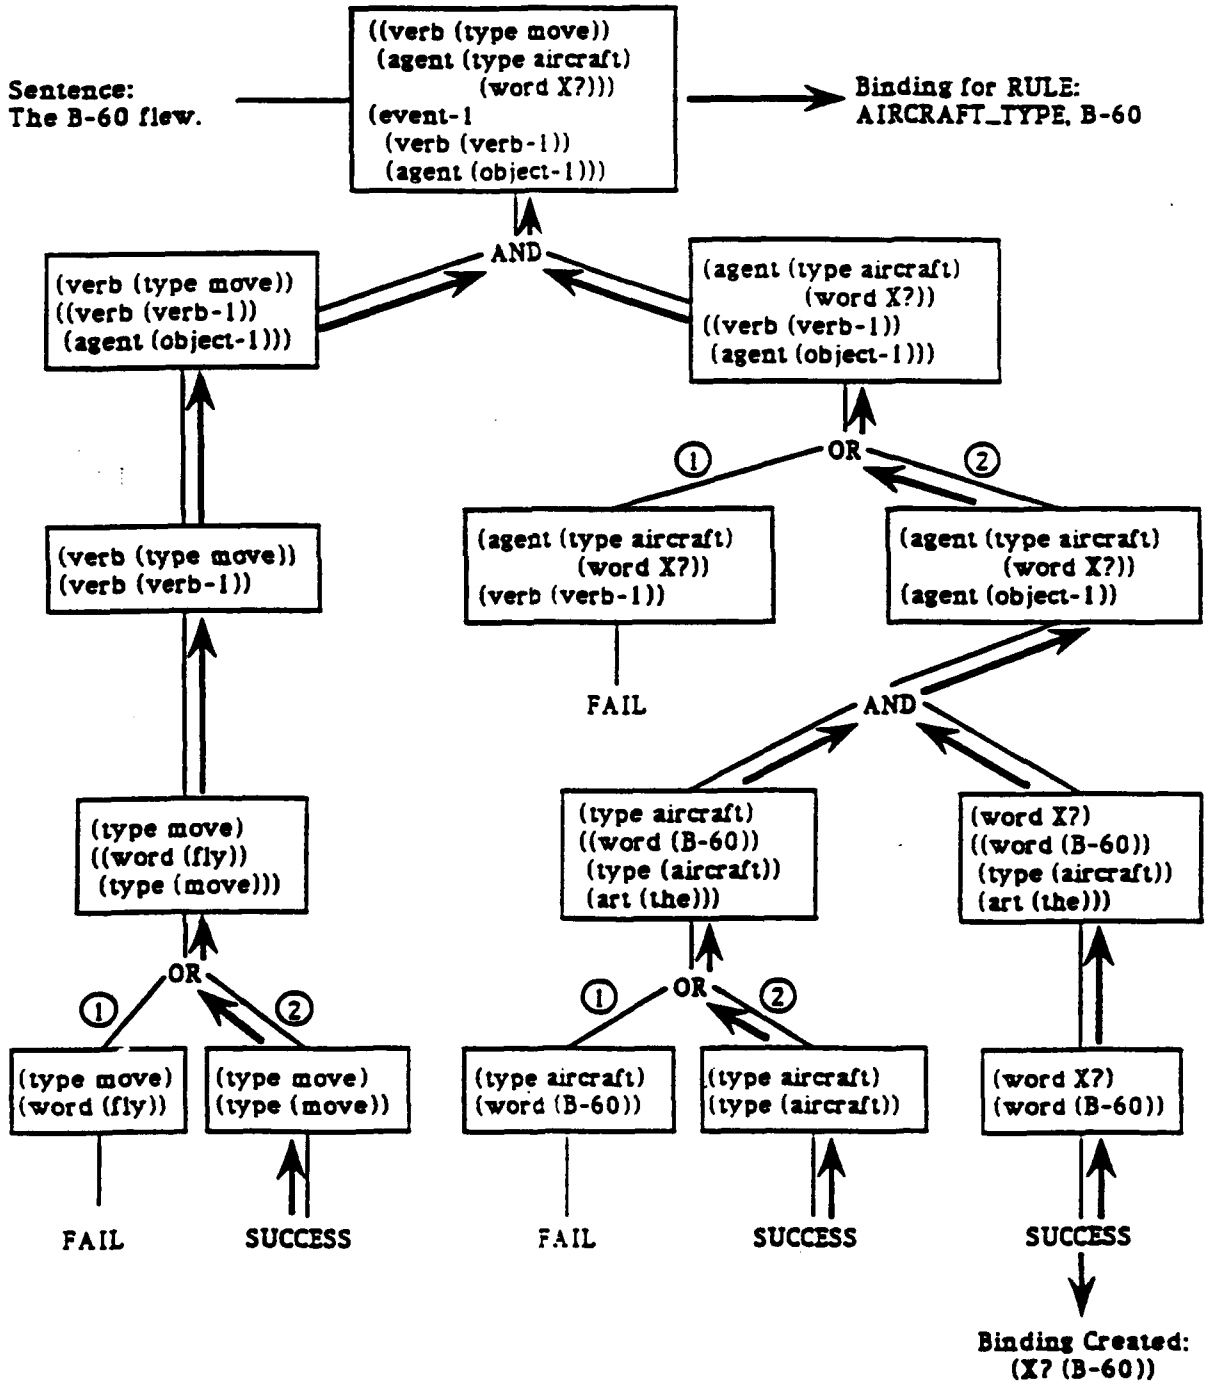 ((verb (type move))
(agent (type aircraft)
(word X?)))
(event-1
(verb (verb-1))
(agent (object-1)))
Sentence:
The B-60 flew.
Binding for RULE:
AIRCRAFT_TYPE, B-60
AND
(verb (type move))
((verb (verb-1))
(agent (object-1)))
(agent (type aircraft)
(word X?))
((verb (verb-1))
(agent (object-1)))
OR
1
2
(verb (type move))
(verb (verb-1))
(agent (type aircraft)
(word X?))
(verb (verb-1))
(agent (type aircraft)
(word X?))
(agent (object-1))
FAIL
AND
(type move)
((word (fly))
(type (move)))
(type aircraft)
((word (B-60))
(type (aircraft))
(art (the)))
(word X?)
((word (B-60))
(type (aircraft))
(art (the)))
OR
1
2
OR
1
2
(type move)
(word (fly))
(type move)
(type (move))
(type aircraft)
(word (B-60))
(type aircraft)
(type (aircraft))
(word X?)
(word (B-60))
FAIL
SUCCESS
FAIL
SUCCESS
SUCCESS
Binding Created:
(X? (B-60))